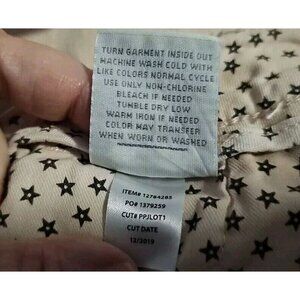 TURN GARMENT INSIDE OUT
MACHINE WASH COLD WITH
LIKE COLORS NORMAL CYCLE
USE ONLY NON-CHLORINE
BLEACH IF NEEDED
TUMBLE DRY LOW
WARM IRON IF NEEDED
COLOR MAY TRANSFER
WHEN WORN OR WASHED
ITEM# 12784285
PO# 1379259
CUT# PPJLOT1
CUT DATE
12/2019